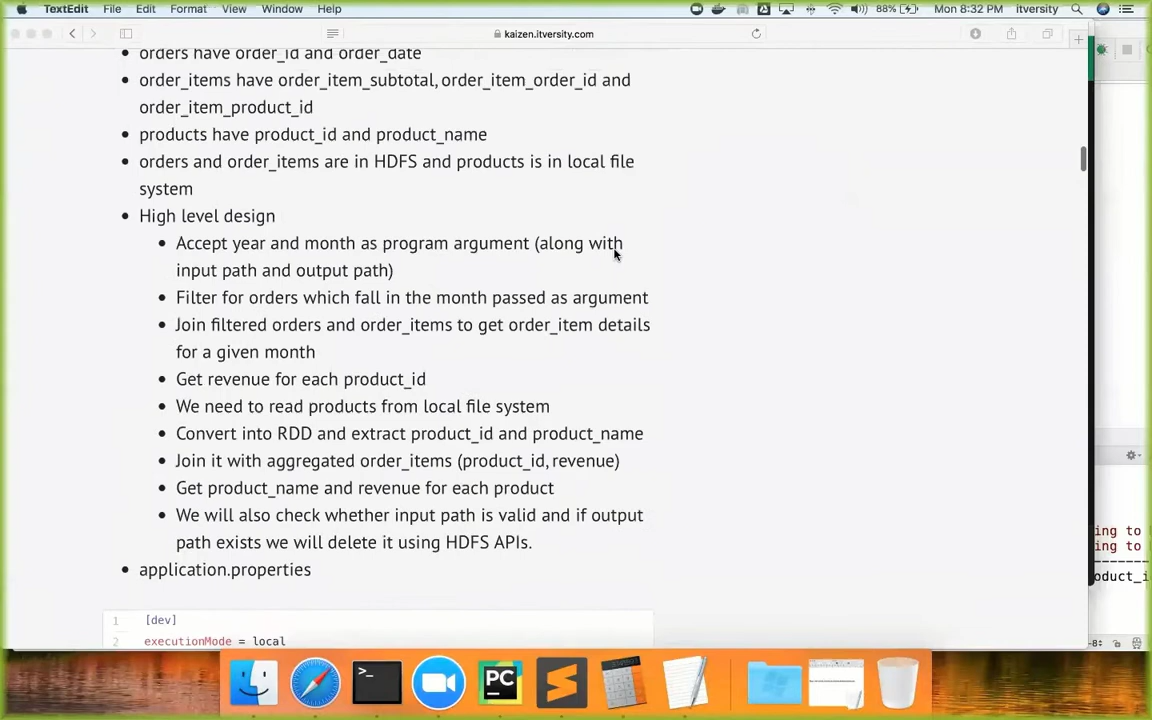 TextEdit File Edit Format View Window Help 88% Mon 8:32 PM itversity
kaizen.itversity.com
orders have order_id and order_date
order_items have order_item_subtotal, order_item_order_id and
order_item_product_id
products have product_id and product_name
orders and order_items are in HDFS and products is in local file
system
High level design
Accept year and month as program argument (along with
input path and output path)
Filter for orders which fall in the month passed as argument
Join filtered orders and order_items to get order_item details
for a given month
Get revenue for each product_id
We need to read products from local file system
Convert into RDD and extract product_id and product_name
Join it with aggregated order_items (product_id, revenue)
Get product_name and revenue for each product
We will also check whether input path is valid and if output
path exists we will delete it using HDFS APIs.
application.properties
1 [dev]
2 executionMode = local
ing to
ing to
oduct_i
PC